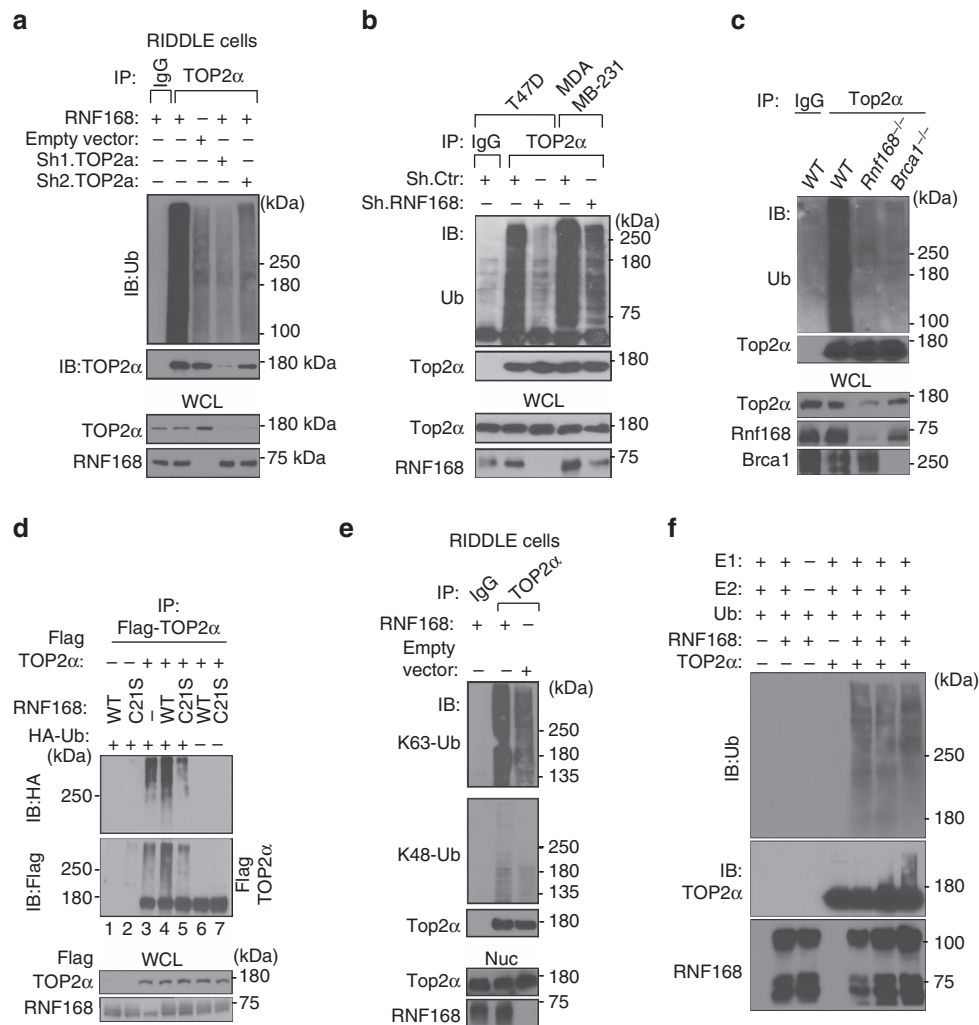 a
RIDDLE cells
IP: IgG TOP2α
RNF168: + + – + +
Empty vector: – – + – –
Sh1.TOP2a: – – – + –
Sh2.TOP2a: – – – – +
(kDa)
IB:Ub
250
180
100
IB:TOP2α 180 kDa
WCL
TOP2α 180 kDa
RNF168 75 kDa
b
T47D MDA MB-231
IP: IgG TOP2α
Sh.Ctr: + + – + –
Sh.RNF168: – – + – +
(kDa)
IB:
Ub
250
180
75
Top2α 180
WCL
Top2α 180
RNF168 75
c
IP: IgG Top2α
WT WT Rnf168–/– Brca1–/–
(kDa)
IB:
Ub
250
180
100
Top2α 180
WCL
Top2α 180
Rnf168 75
Brca1 250
d
IP:
Flag-TOP2α
Flag
TOP2α: – – + + + + +
RNF168: WT C21S – WT C21S WT C21S
HA-Ub: + + + + + – –
(kDa)
IB:HA
250
IB:Flag
250
180
Flag
TOP2α
1 2 3 4 5 6 7
Flag WCL (kDa)
TOP2α 180
RNF168 75
e
RIDDLE cells
IP: IgG TOP2α
RNF168: + + –
Empty
vector: – – +
(kDa)
IB:
K63-Ub
250
180
135
K48-Ub
250
180
135
Top2α 180
Nuc
Top2α 180
RNF168 75
f
E1: + + – + + + +
E2: + + – + + + +
Ub: + + + + + + +
RNF168: – + + – + + +
TOP2α: – – – + + + +
(kDa)
IB:Ub
250
180
IB:
TOP2α
180
RNF168
100
75